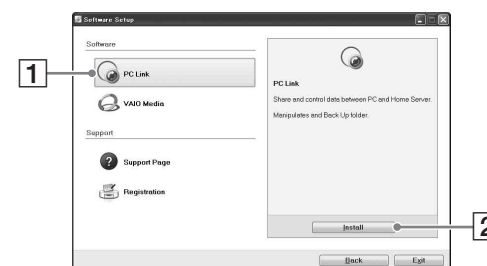 Software Setup
Software
1
PC Link
VAIO Media
Support
Support Page
Registration
PC Link
Share and control data between PC and Home Server.
Manipulates and Back Up folder.
Install
2
Back
Exit